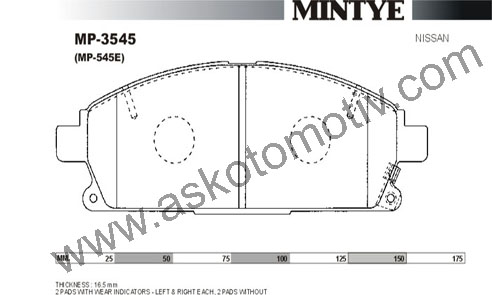 MINTYE
MP-3545
(MP-545E)
NISSAN
www.askotomotiv.com
MM. 25 50 75 100 125 150 175
THICKNESS : 16.5 mm
2 PADS WITH WEAR INDICATORS - LEFT & RIGHT EACH, 2 PADS WITHOUT